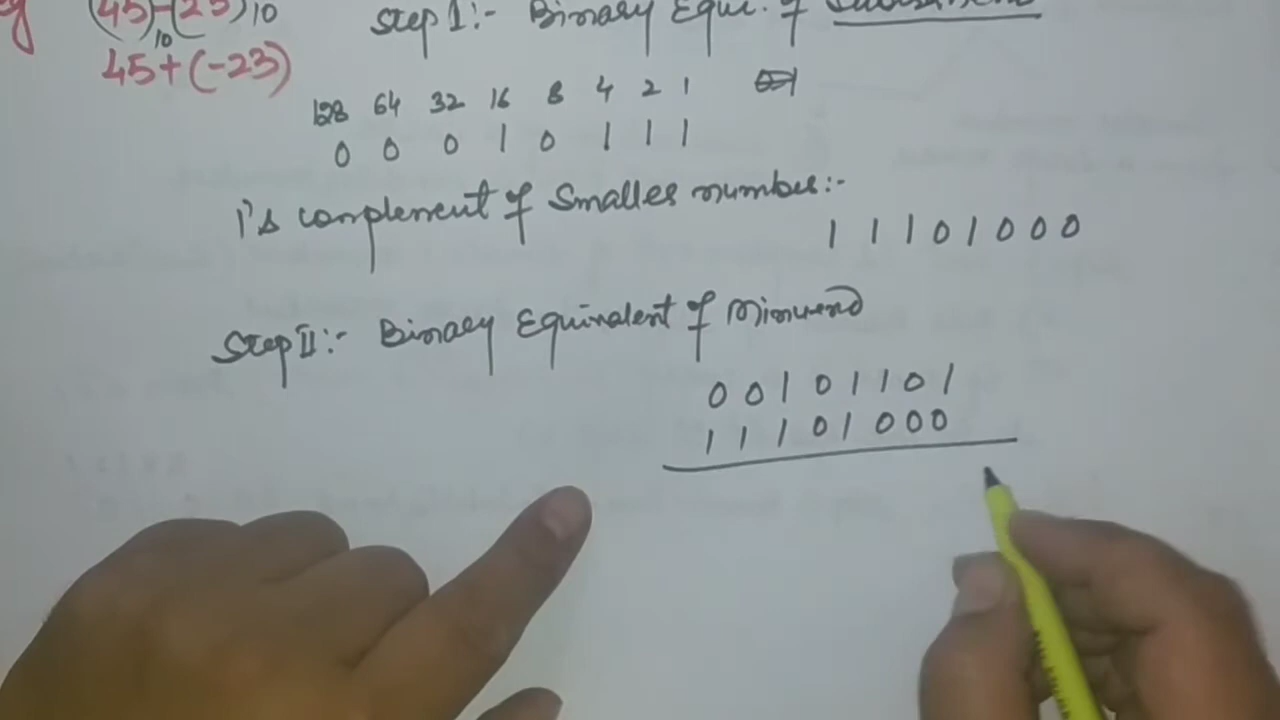 eg (45)10-(23)10
45+(-23)
Step I:- Binary Equi. of Subtrahend
128 64 32 16 8 4 2 1
0 0 0 1 0 1 1 1
1's complement of Smaller number:-
1 1 1 0 1 0 0 0
Step II:- Binary Equivalent of Minuend
0 0 1 0 1 1 0 1
1 1 1 0 1 0 0 0